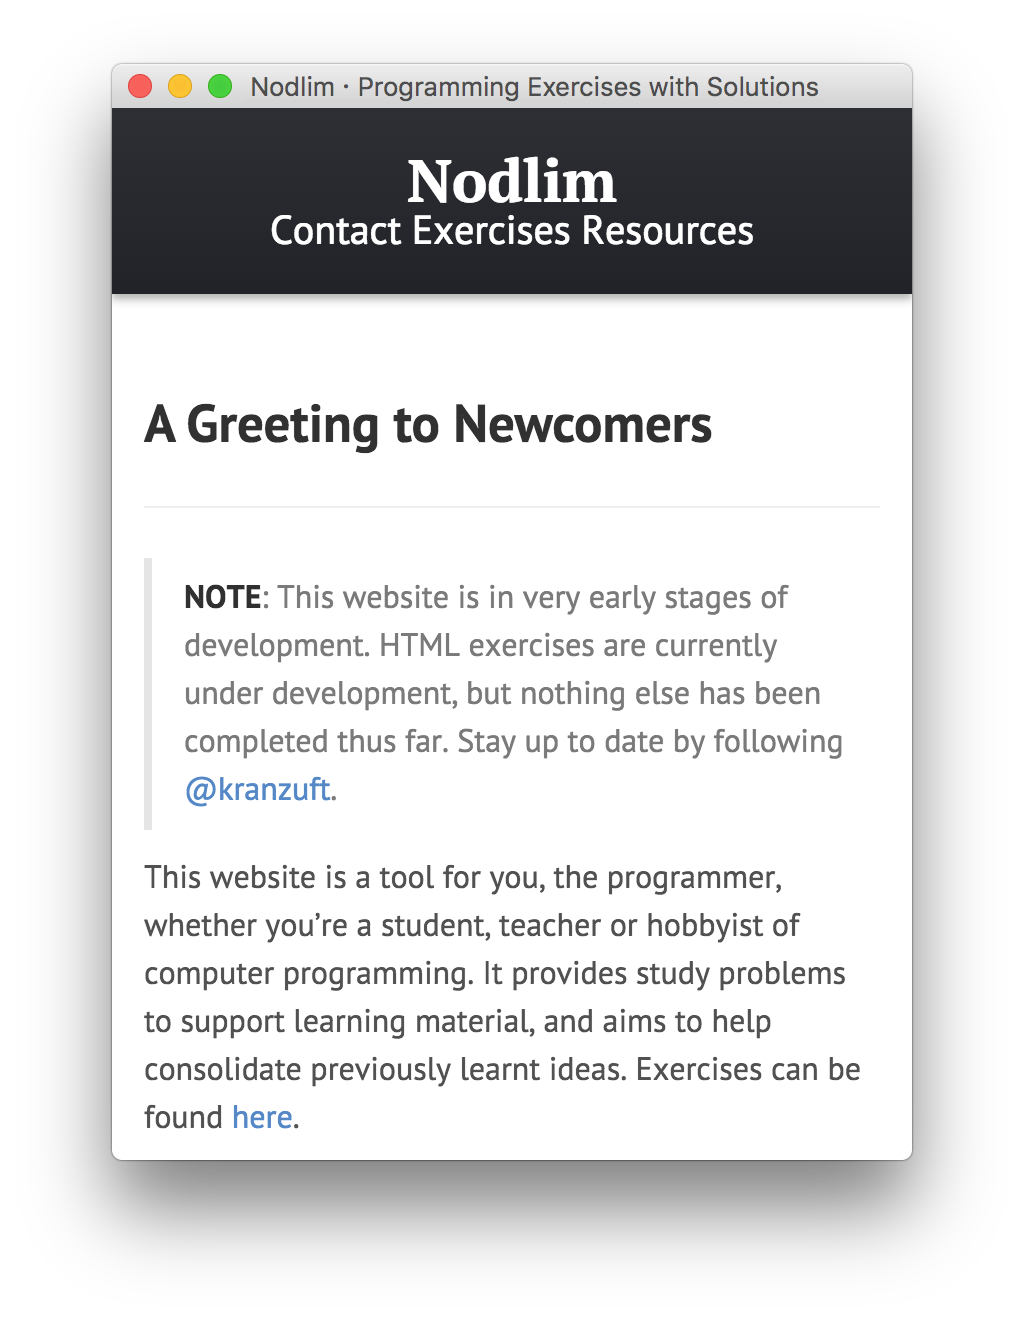 Nodlim · Programming Exercises with Solutions
Nodlim
Contact Exercises Resources
A Greeting to Newcomers
NOTE: This website is in very early stages of
development. HTML exercises are currently
under development, but nothing else has been
completed thus far. Stay up to date by following
@kranzuft.
This website is a tool for you, the programmer,
whether you’re a student, teacher or hobbyist of
computer programming. It provides study problems
to support learning material, and aims to help
consolidate previously learnt ideas. Exercises can be
found here.